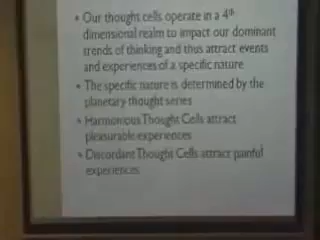 • Our thought cells operate in a 4th
dimensional realm to impact our dominant
trends of thinking and thus attract events
and experiences of a specific nature
• The specific nature is determined by the
planetary thought series
• Harmonious Thought Cells attract
pleasurable experiences
• Discordant Thought Cells attract painful
experiences